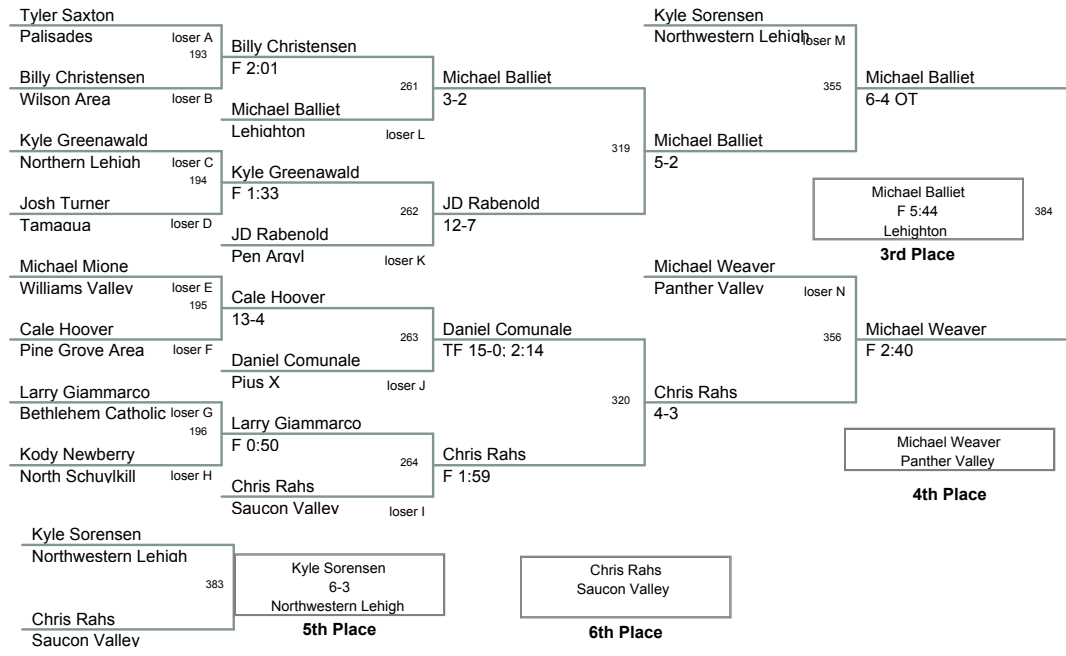 Tyler Saxton
Palisades
loser A
193
Billy Christensen
Wilson Area
loser B
Kyle Greenawald
Northern Lehigh
loser C
194
Josh Turner
Tamaqua
loser D
Michael Mione
Williams Valley
loser E
195
Cale Hoover
Pine Grove Area
loser F
Larry Giammarco
Bethlehem Catholic
loser G
196
Kody Newberry
North Schuylkill
loser H
Billy Christensen
F 2:01
261
Michael Balliet
Lehighton
loser L
Kyle Greenawald
F 1:33
262
JD Rabenold
Pen Argyl
loser K
Cale Hoover
13-4
263
Daniel Comunale
Pius X
loser J
Larry Giammarco
F 0:50
264
Chris Rahs
Saucon Valley
loser I
Michael Balliet
3-2
319
JD Rabenold
12-7
Daniel Comunale
TF 15-0; 2:14
320
Chris Rahs
F 1:59
Kyle Sorensen
Northwestern Lehigh
loser M
355
Michael Balliet
5-2
Michael Weaver
Panther Valley
loser N
356
Chris Rahs
4-3
Michael Balliet
6-4 OT
Michael Balliet
F 5:44
Lehighton
384
3rd Place
Michael Weaver
F 2:40
Michael Weaver
Panther Valley
4th Place
Kyle Sorensen
Northwestern Lehigh
383
Chris Rahs
Saucon Valley
Kyle Sorensen
6-3
Northwestern Lehigh
5th Place
Chris Rahs
Saucon Valley
6th Place